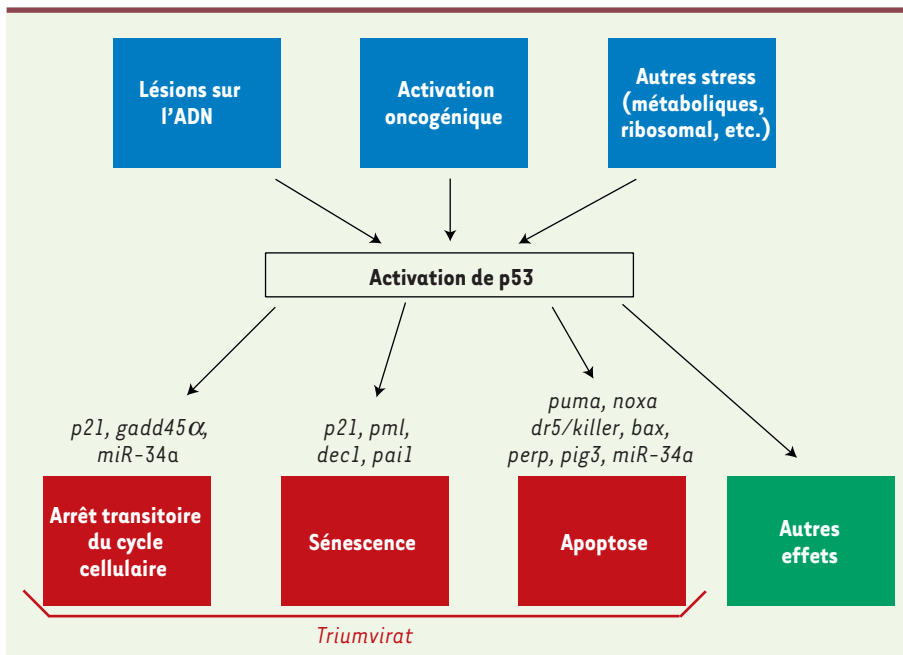 Lésions sur
l'ADN
Activation
oncogénique
Autres stress
(métaboliques,
ribosomal, etc.)
Activation de p53
p21, gadd45α,
miR-34a
p21, pml,
dec1, pai1
puma, noxa
dr5/killer, bax,
perp, pig3, miR-34a
Arrêt transitoire
du cycle
cellulaire
Sénescence
Apoptose
Autres
effets
Triumvirat